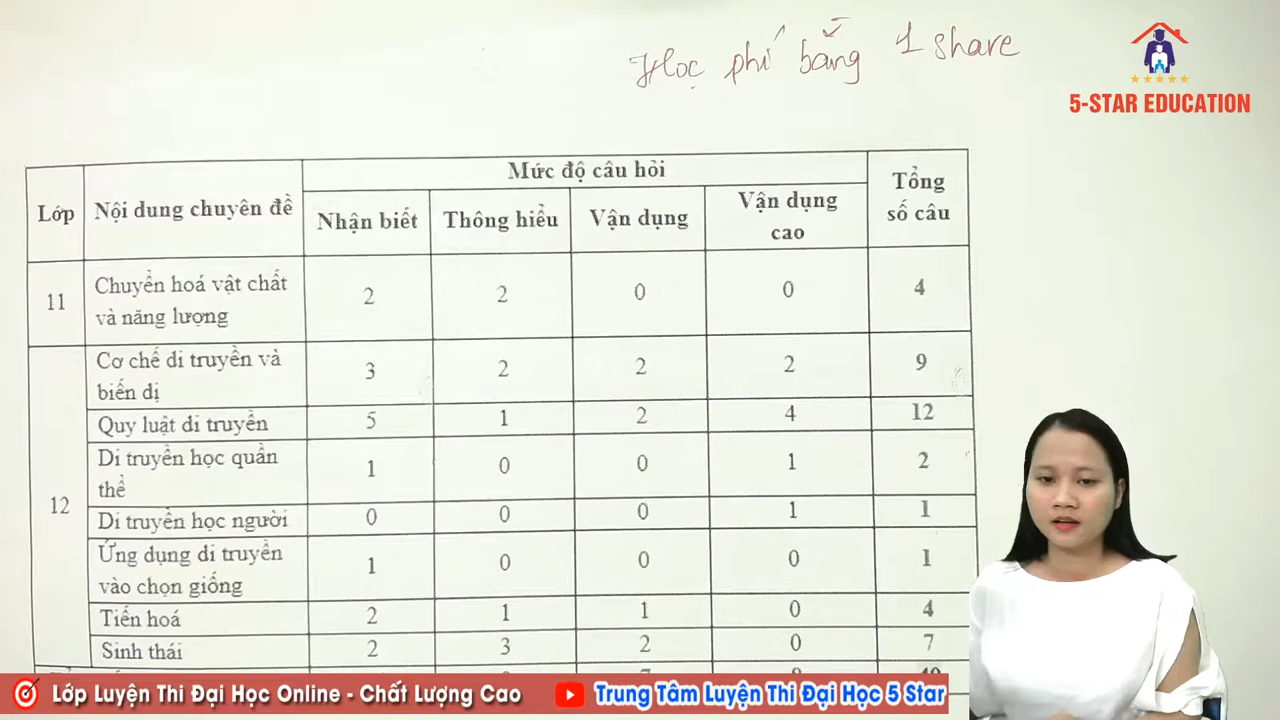 Học phí bằng 1 share
5-STAR EDUCATION
Lớp Nội dung chuyên đề Mức độ câu hỏi Tổng số câu
Nhận biết Thông hiểu Vận dụng Vận dụng cao
11 Chuyển hoá vật chất và năng lượng 2 2 0 0 4
12 Cơ chế di truyền và biến dị 3 2 2 2 9
Quy luật di truyền 5 1 2 4 12
Di truyền học quần thể 1 0 0 1 2
Di truyền học người 0 0 0 1 1
Ứng dụng di truyền vào chọn giống 1 0 0 0 1
Tiến hoá 2 1 1 0 4
Sinh thái 2 3 2 0 7
Lớp Luyện Thi Đại Học Online - Chất Lượng Cao Trung Tâm Luyện Thi Đại Học 5 Star